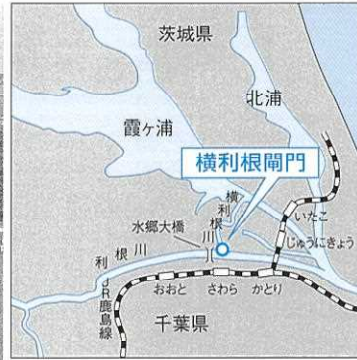 茨城県
北浦
霞ヶ浦
横利根閘門
横利根川
いたこ
水郷大橋
じゅうにきょう
利根川
JR鹿島線
おおと
さわら
かとり
千葉県